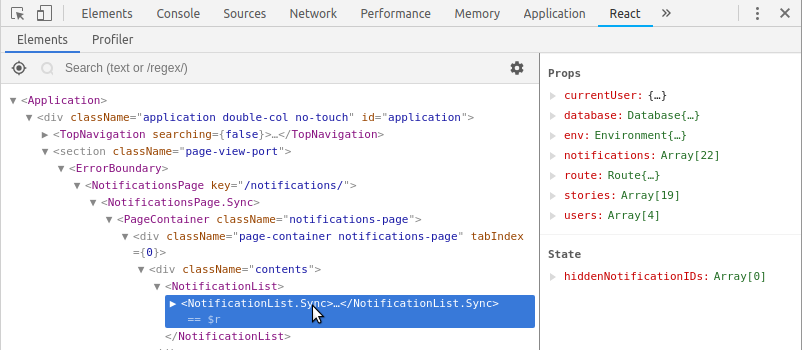 Elements Console Sources Network Performance Memory Application React »
Elements Profiler
Search (text or /regex/)
▼<Application>
▼<div className="application double-col no-touch" id="application">
▶<TopNavigation searching={false}>…</TopNavigation>
▼<section className="page-view-port">
▼<ErrorBoundary>
▼<NotificationsPage key="/notifications/">
▼<NotificationsPage.Sync>
▼<PageContainer className="notifications-page">
▼<div className="page-container notifications-page" tabIndex
={0}>
▼<div className="contents">
▼<NotificationList>
▶<NotificationList.Sync>…</NotificationList.Sync>
== $r
</NotificationList>
Props
▶ currentUser: {…}
▶ database: Database{…}
▶ env: Environment{…}
▶ notifications: Array[22]
▶ route: Route{…}
▶ stories: Array[19]
▶ users: Array[4]
State
▶ hiddenNotificationIDs: Array[0]